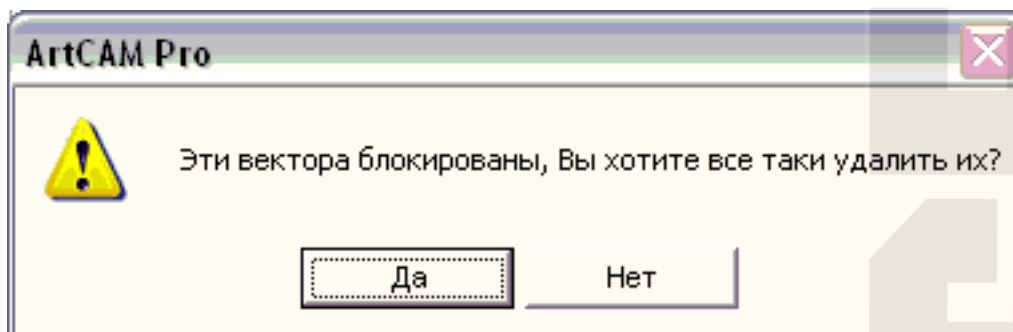 ArtCAM Pro
Эти вектора блокированы, Вы хотите все таки удалить их?
Да
Нет